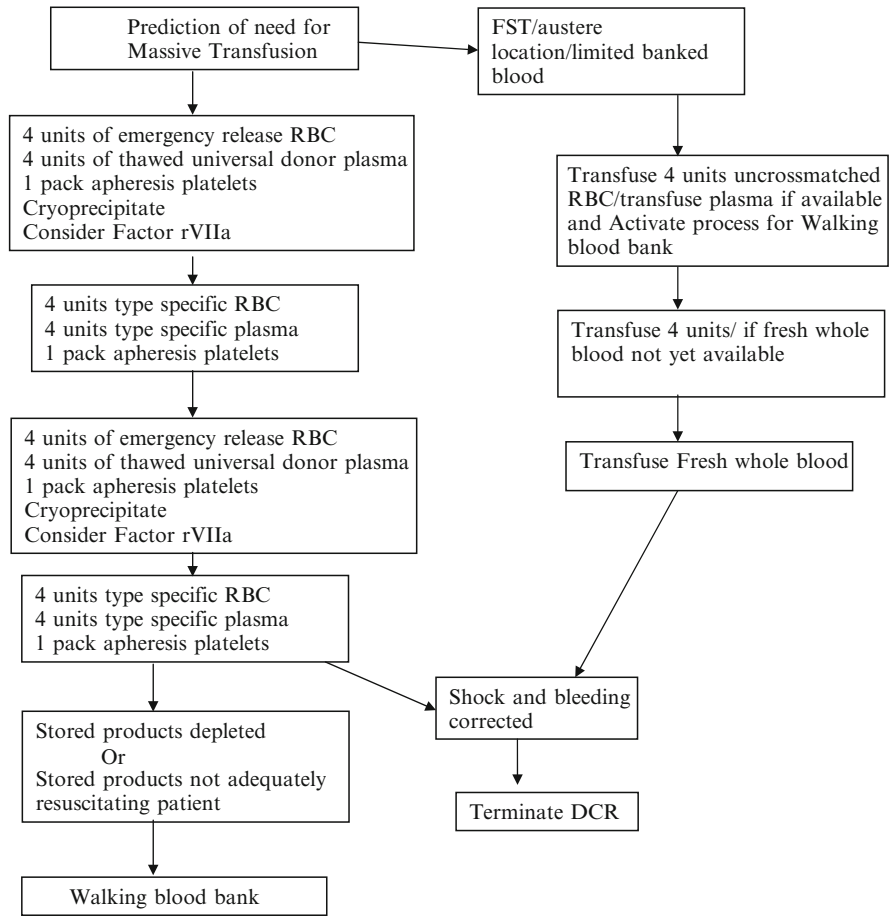 Prediction of need for
Massive Transfusion
FST/austere
location/limited banked
blood
4 units of emergency release RBC
4 units of thawed universal donor plasma
1 pack apheresis platelets
Cryoprecipitate
Consider Factor rVIIa
Transfuse 4 units uncrossmatched
RBC/transfuse plasma if available
and Activate process for Walking
blood bank
4 units type specific RBC
4 units type specific plasma
1 pack apheresis platelets
Transfuse 4 units/ if fresh whole
blood not yet available
4 units of emergency release RBC
4 units of thawed universal donor plasma
1 pack apheresis platelets
Cryoprecipitate
Consider Factor rVIIa
Transfuse Fresh whole blood
4 units type specific RBC
4 units type specific plasma
1 pack apheresis platelets
Shock and bleeding
corrected
Stored products depleted
Or
Stored products not adequately
resuscitating patient
Terminate DCR
Walking blood bank